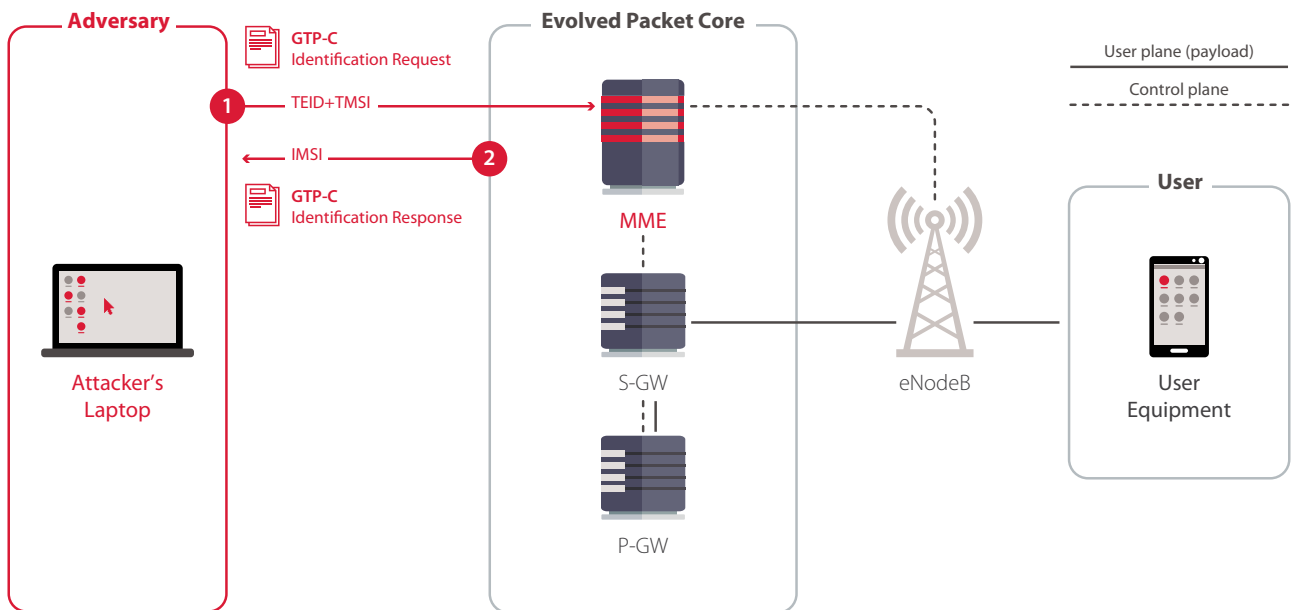 Adversary
GTP-C
Identification Request
1
TEID+TMSI
IMSI
2
GTP-C
Identification Response
Attacker's
Laptop
Evolved Packet Core
MME
S-GW
P-GW
eNodeB
User plane (payload)
Control plane
User
User
Equipment